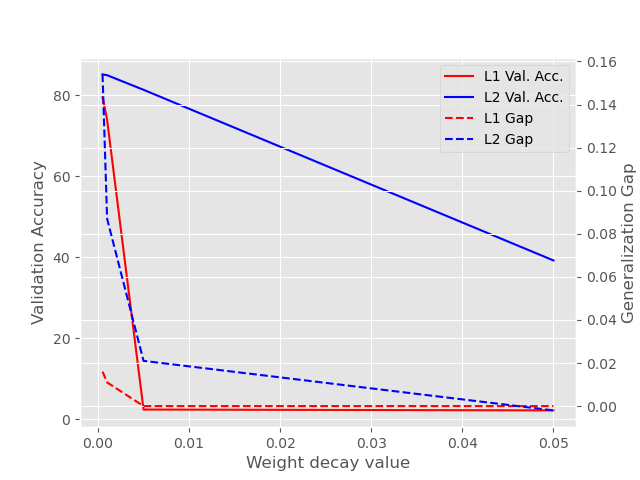 L1 Val. Acc.
L2 Val. Acc.
L1 Gap
L2 Gap
Validation Accuracy
80
60
40
20
0
0.16
0.14
0.12
0.10
0.08
0.06
0.04
0.02
0.00
Generalization Gap
0.00 0.01 0.02 0.03 0.04 0.05
Weight decay value